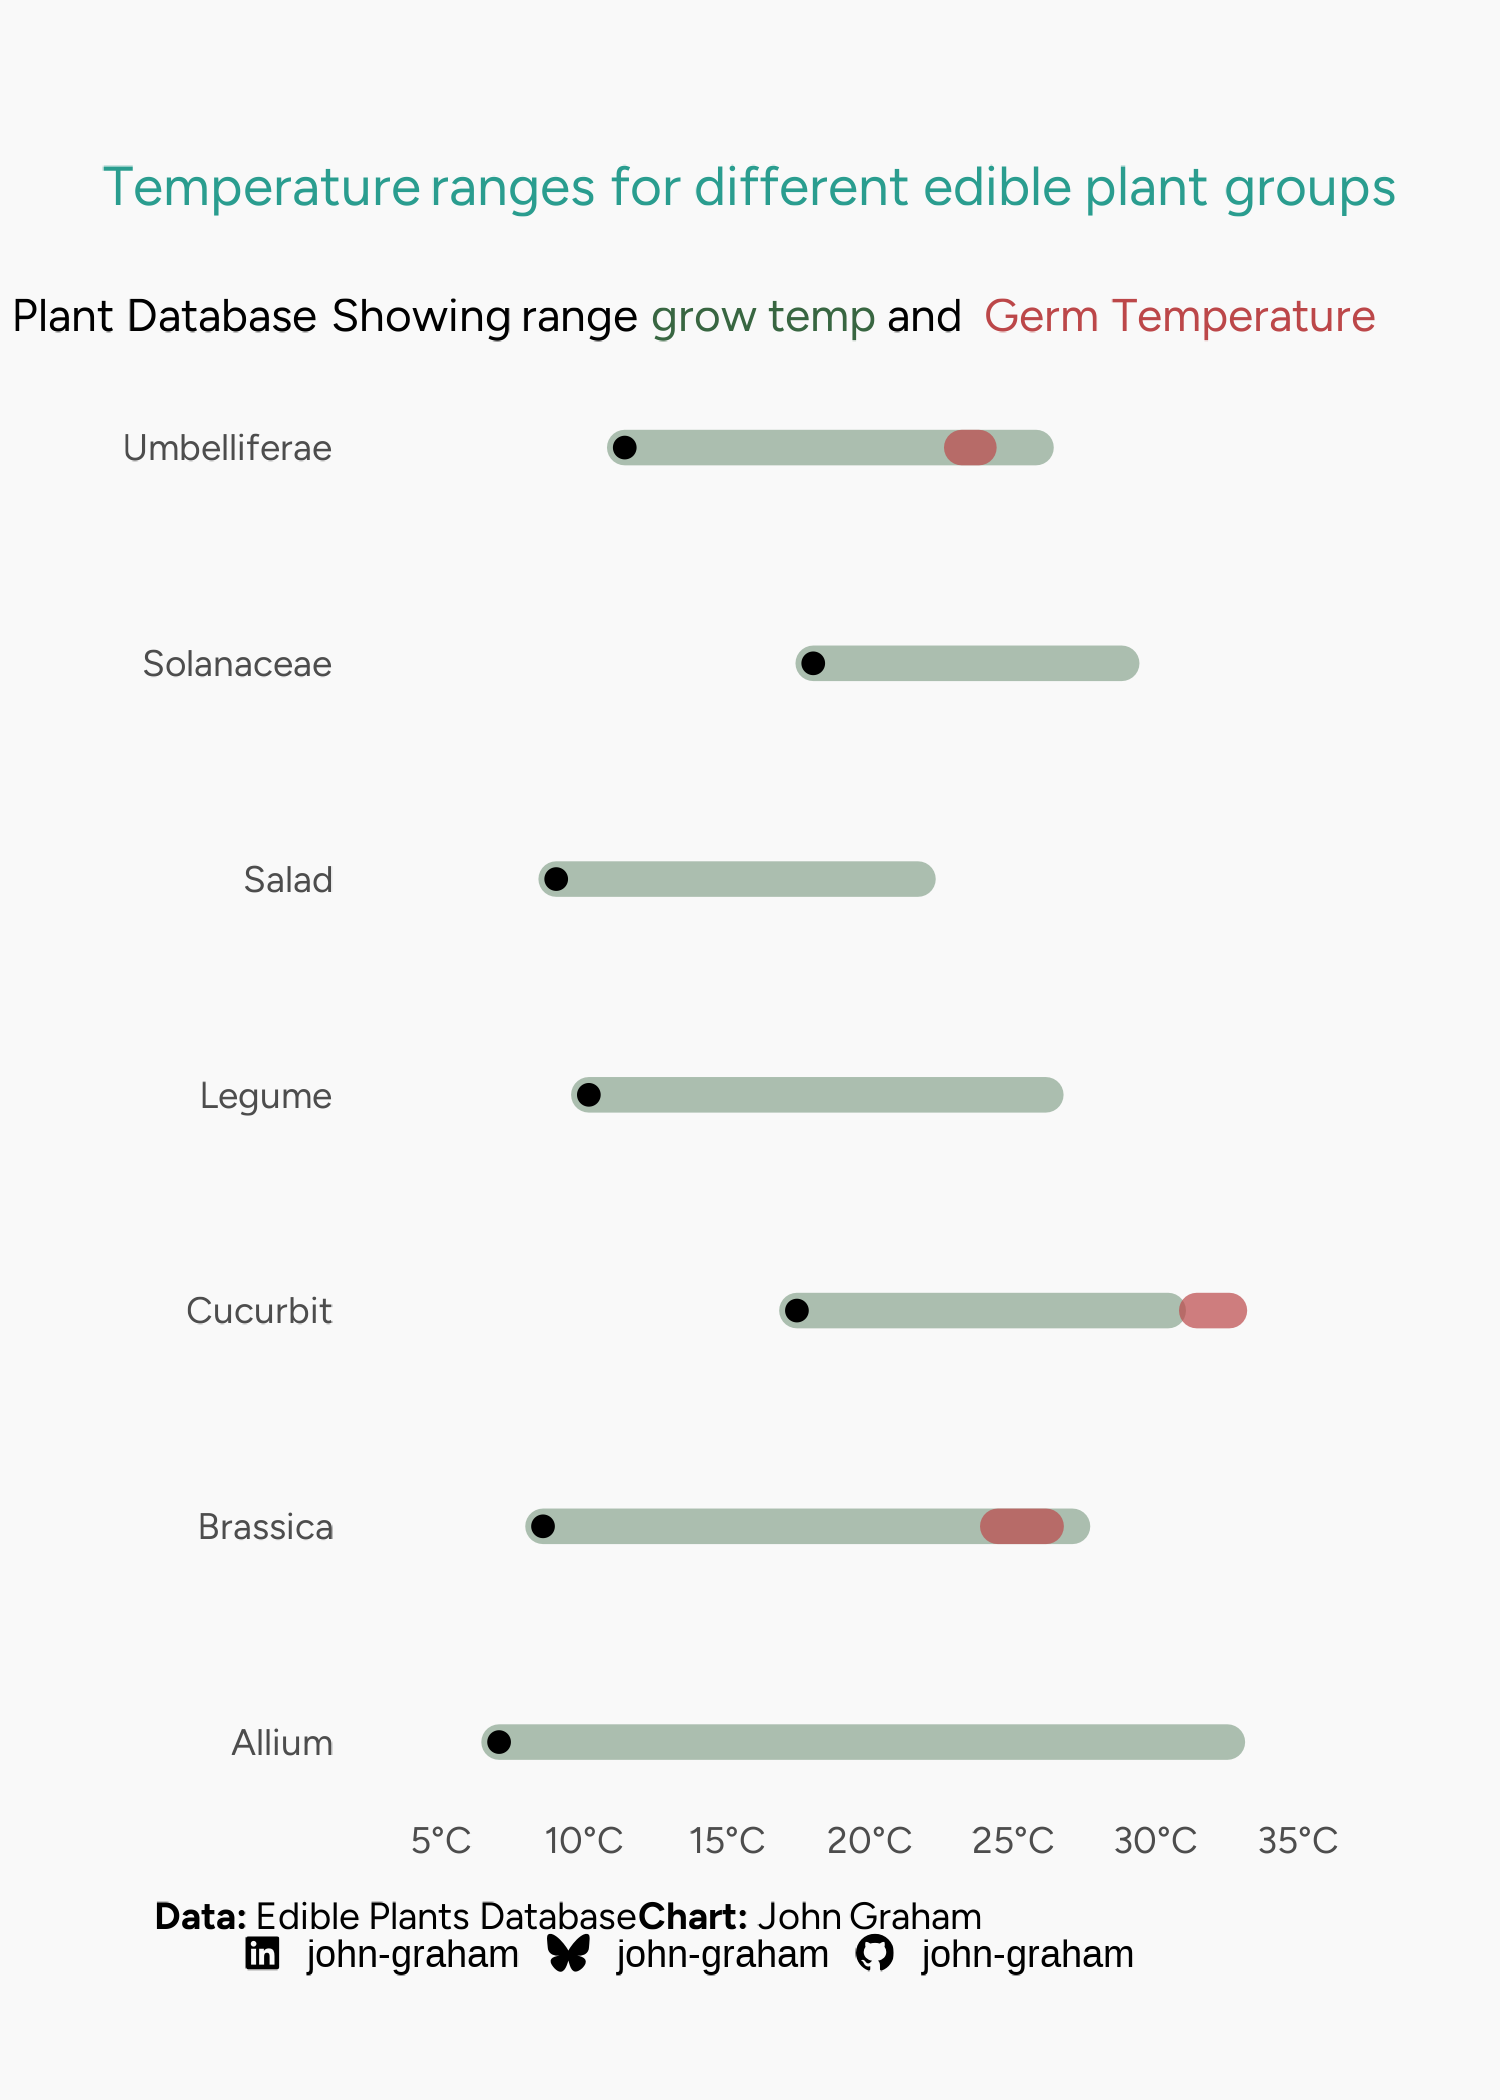 Temperature ranges for different edible plant groups
Plant Database Showing range grow temp and Germ Temperature
Umbelliferae
Solanaceae
Salad
Legume
Cucurbit
Brassica
Allium
5°C 10°C 15°C 20°C 25°C 30°C 35°C
Data: Edible Plants DatabaseChart: John Graham
john-graham john-graham john-graham